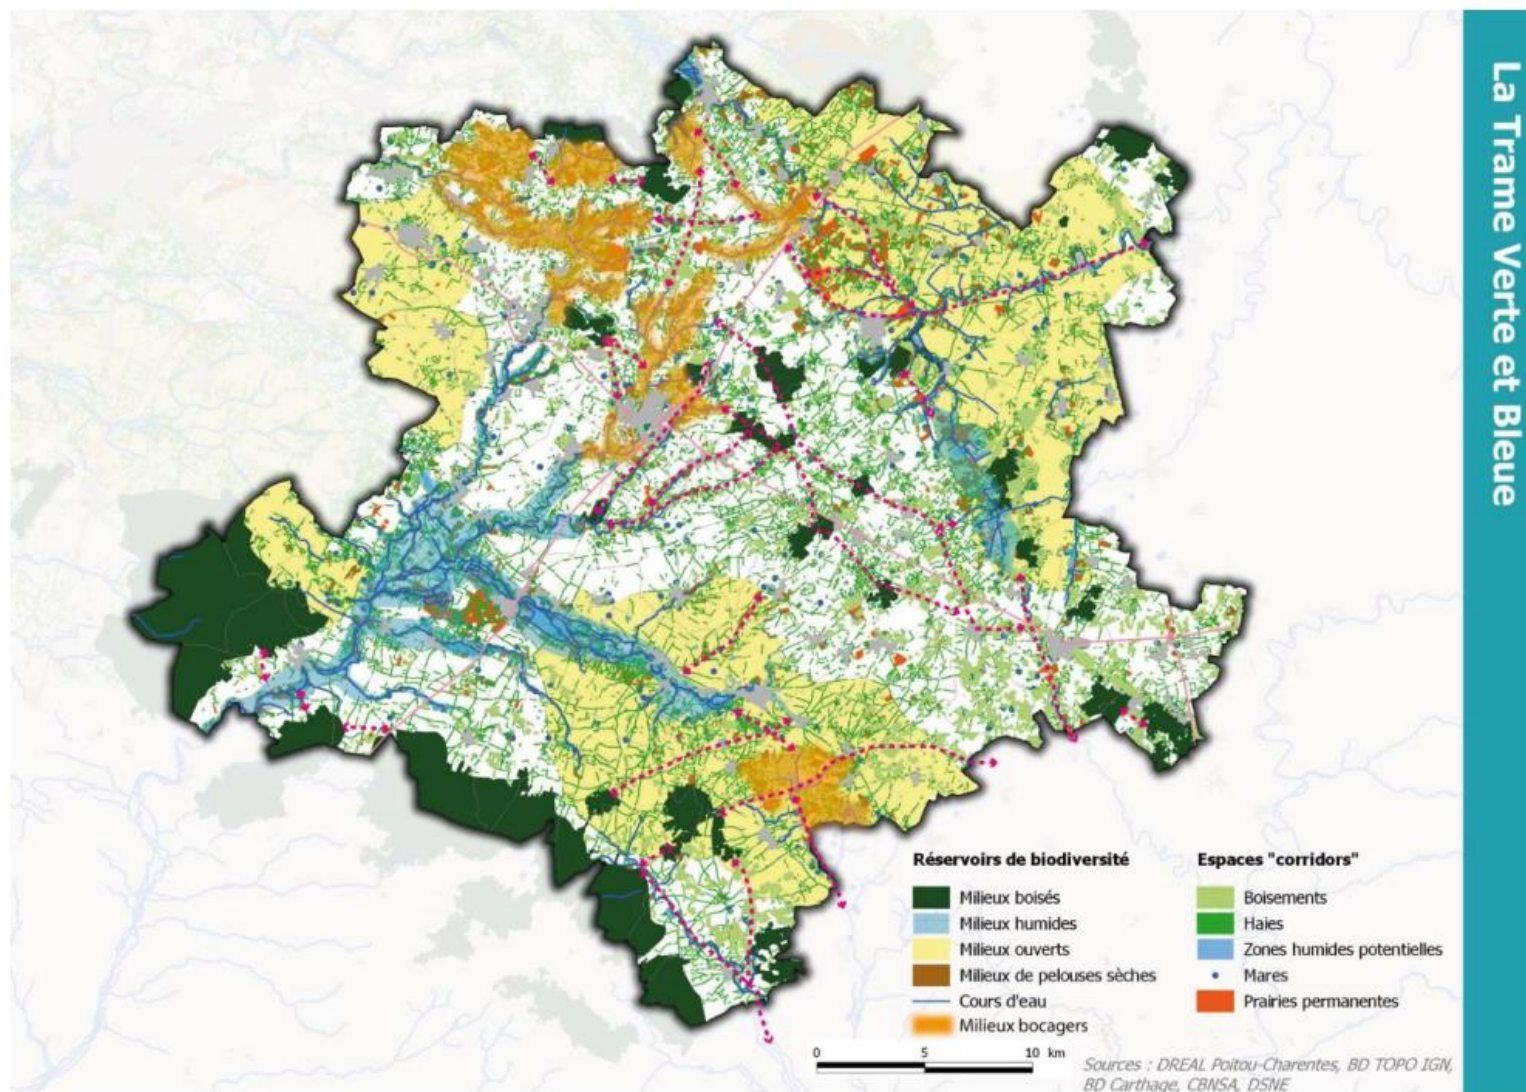 La Trame Verte et Bleue
Réservoirs de biodiversité
Milieux boisés
Milieux humides
Milieux ouverts
Milieux de pelouses sèches
Cours d'eau
Milieux bocagers
Espaces "corridors"
Boisements
Haies
Zones humides potentielles
Mares
Prairies permanentes
0 5 10 km
Sources : DREAL Poitou-Charentes, BD TOPO IGN,
BD Carthage, CBNSA, DSNE